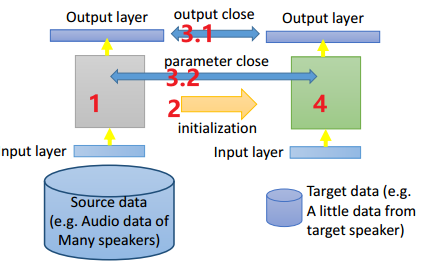 Output layer
output close
Output layer
3.1
parameter close
3.2
1
2
4
initialization
nput layer
Input layer
Source data
(e.g. Audio data of
Many speakers)
Target data (e.g.
A little data from
target speaker)